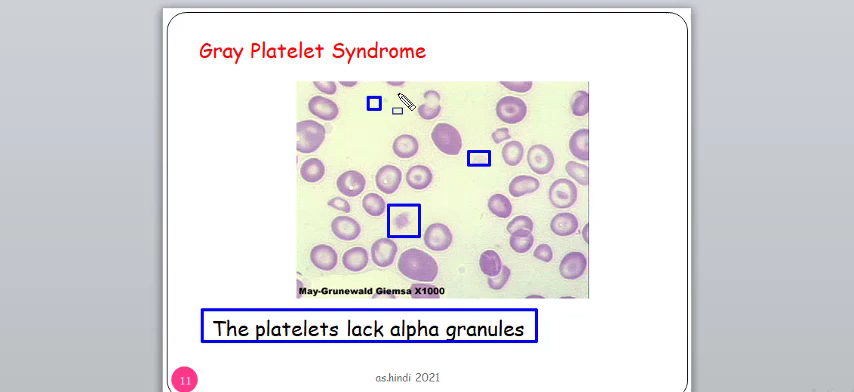 Gray Platelet Syndrome
May-Grunewald Giemsa X1000
The platelets lack alpha granules
11
as.hindi 2021